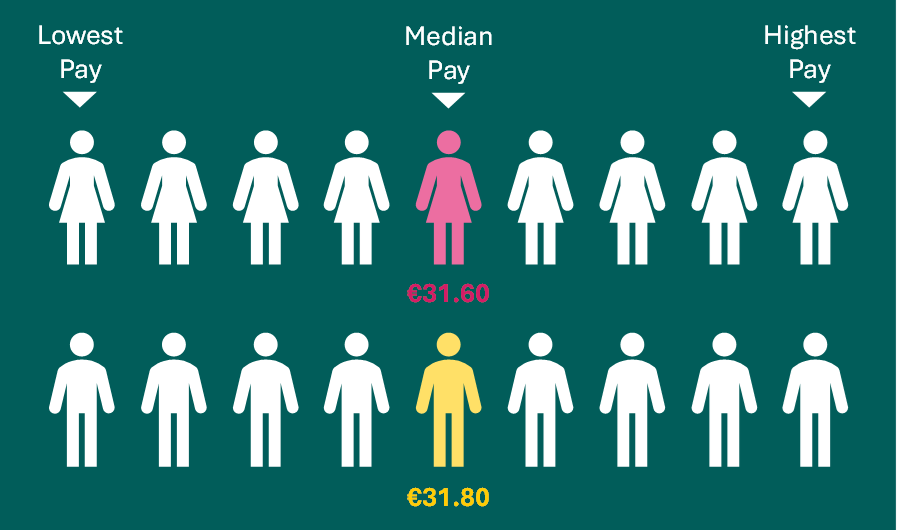 Lowest
Pay
Median
Pay
Highest
Pay
€31.60
€31.80